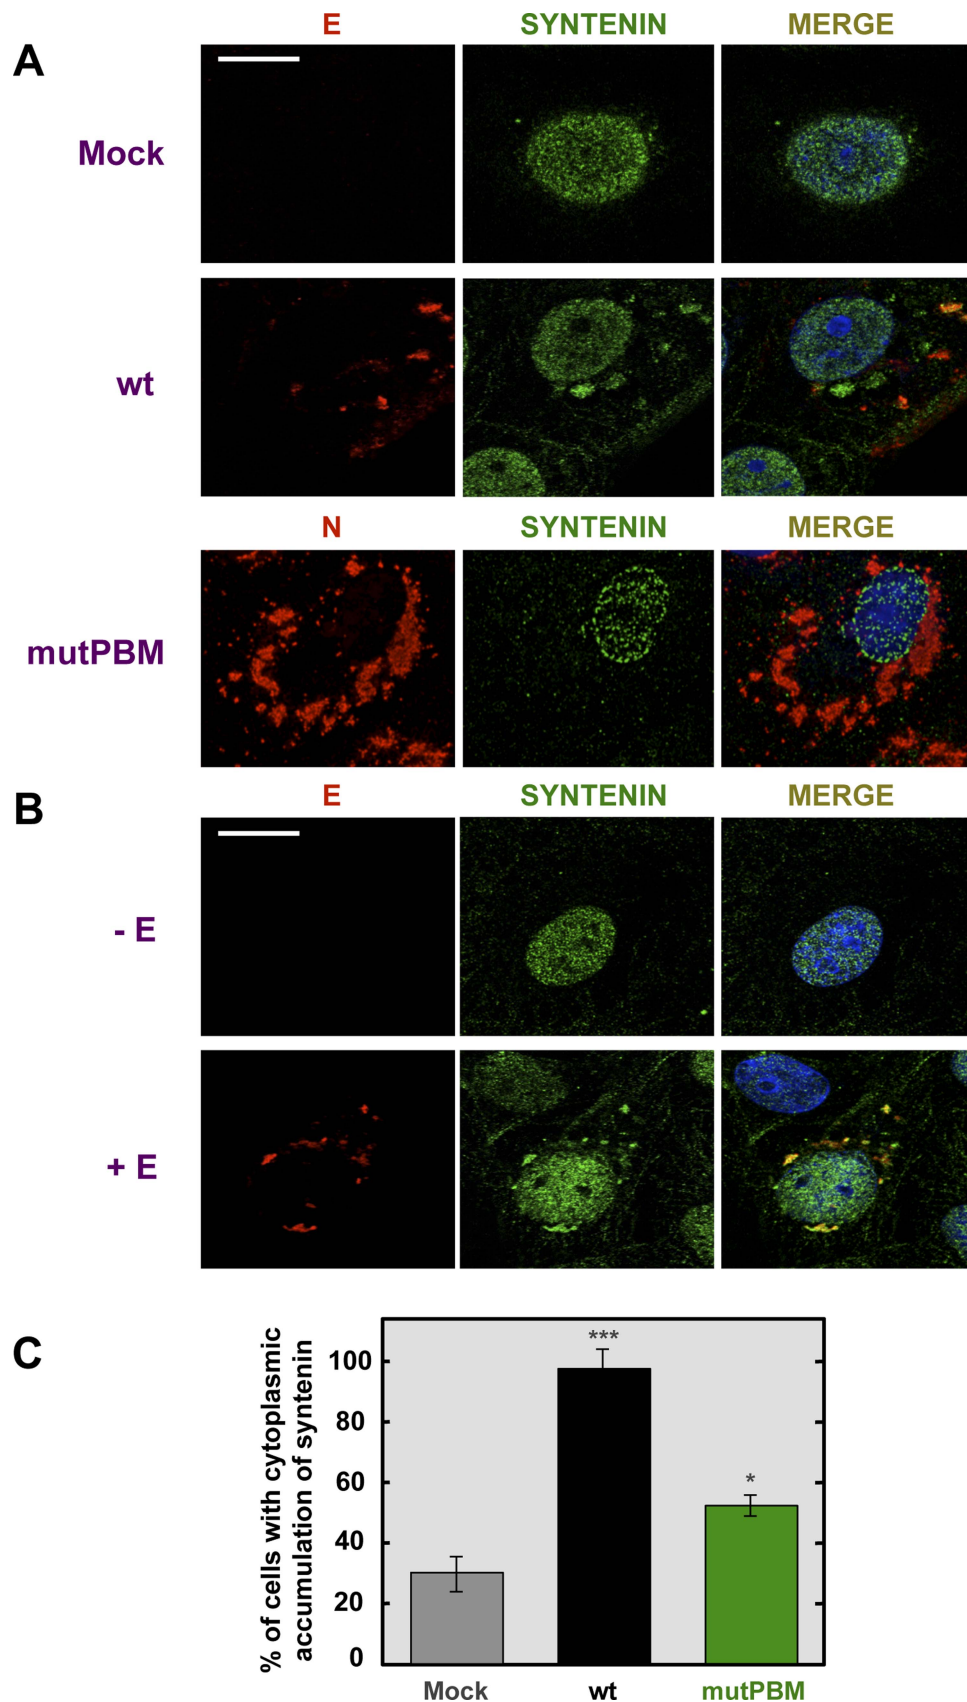 A
E SYNTENIN MERGE
Mock
wt
N SYNTENIN MERGE
mutPBM
B
E SYNTENIN MERGE
- E
+ E
C
% of cells with cytoplasmic
accumulation of syntenin
100
80
60
40
20
0
***
*
Mock wt mutPBM